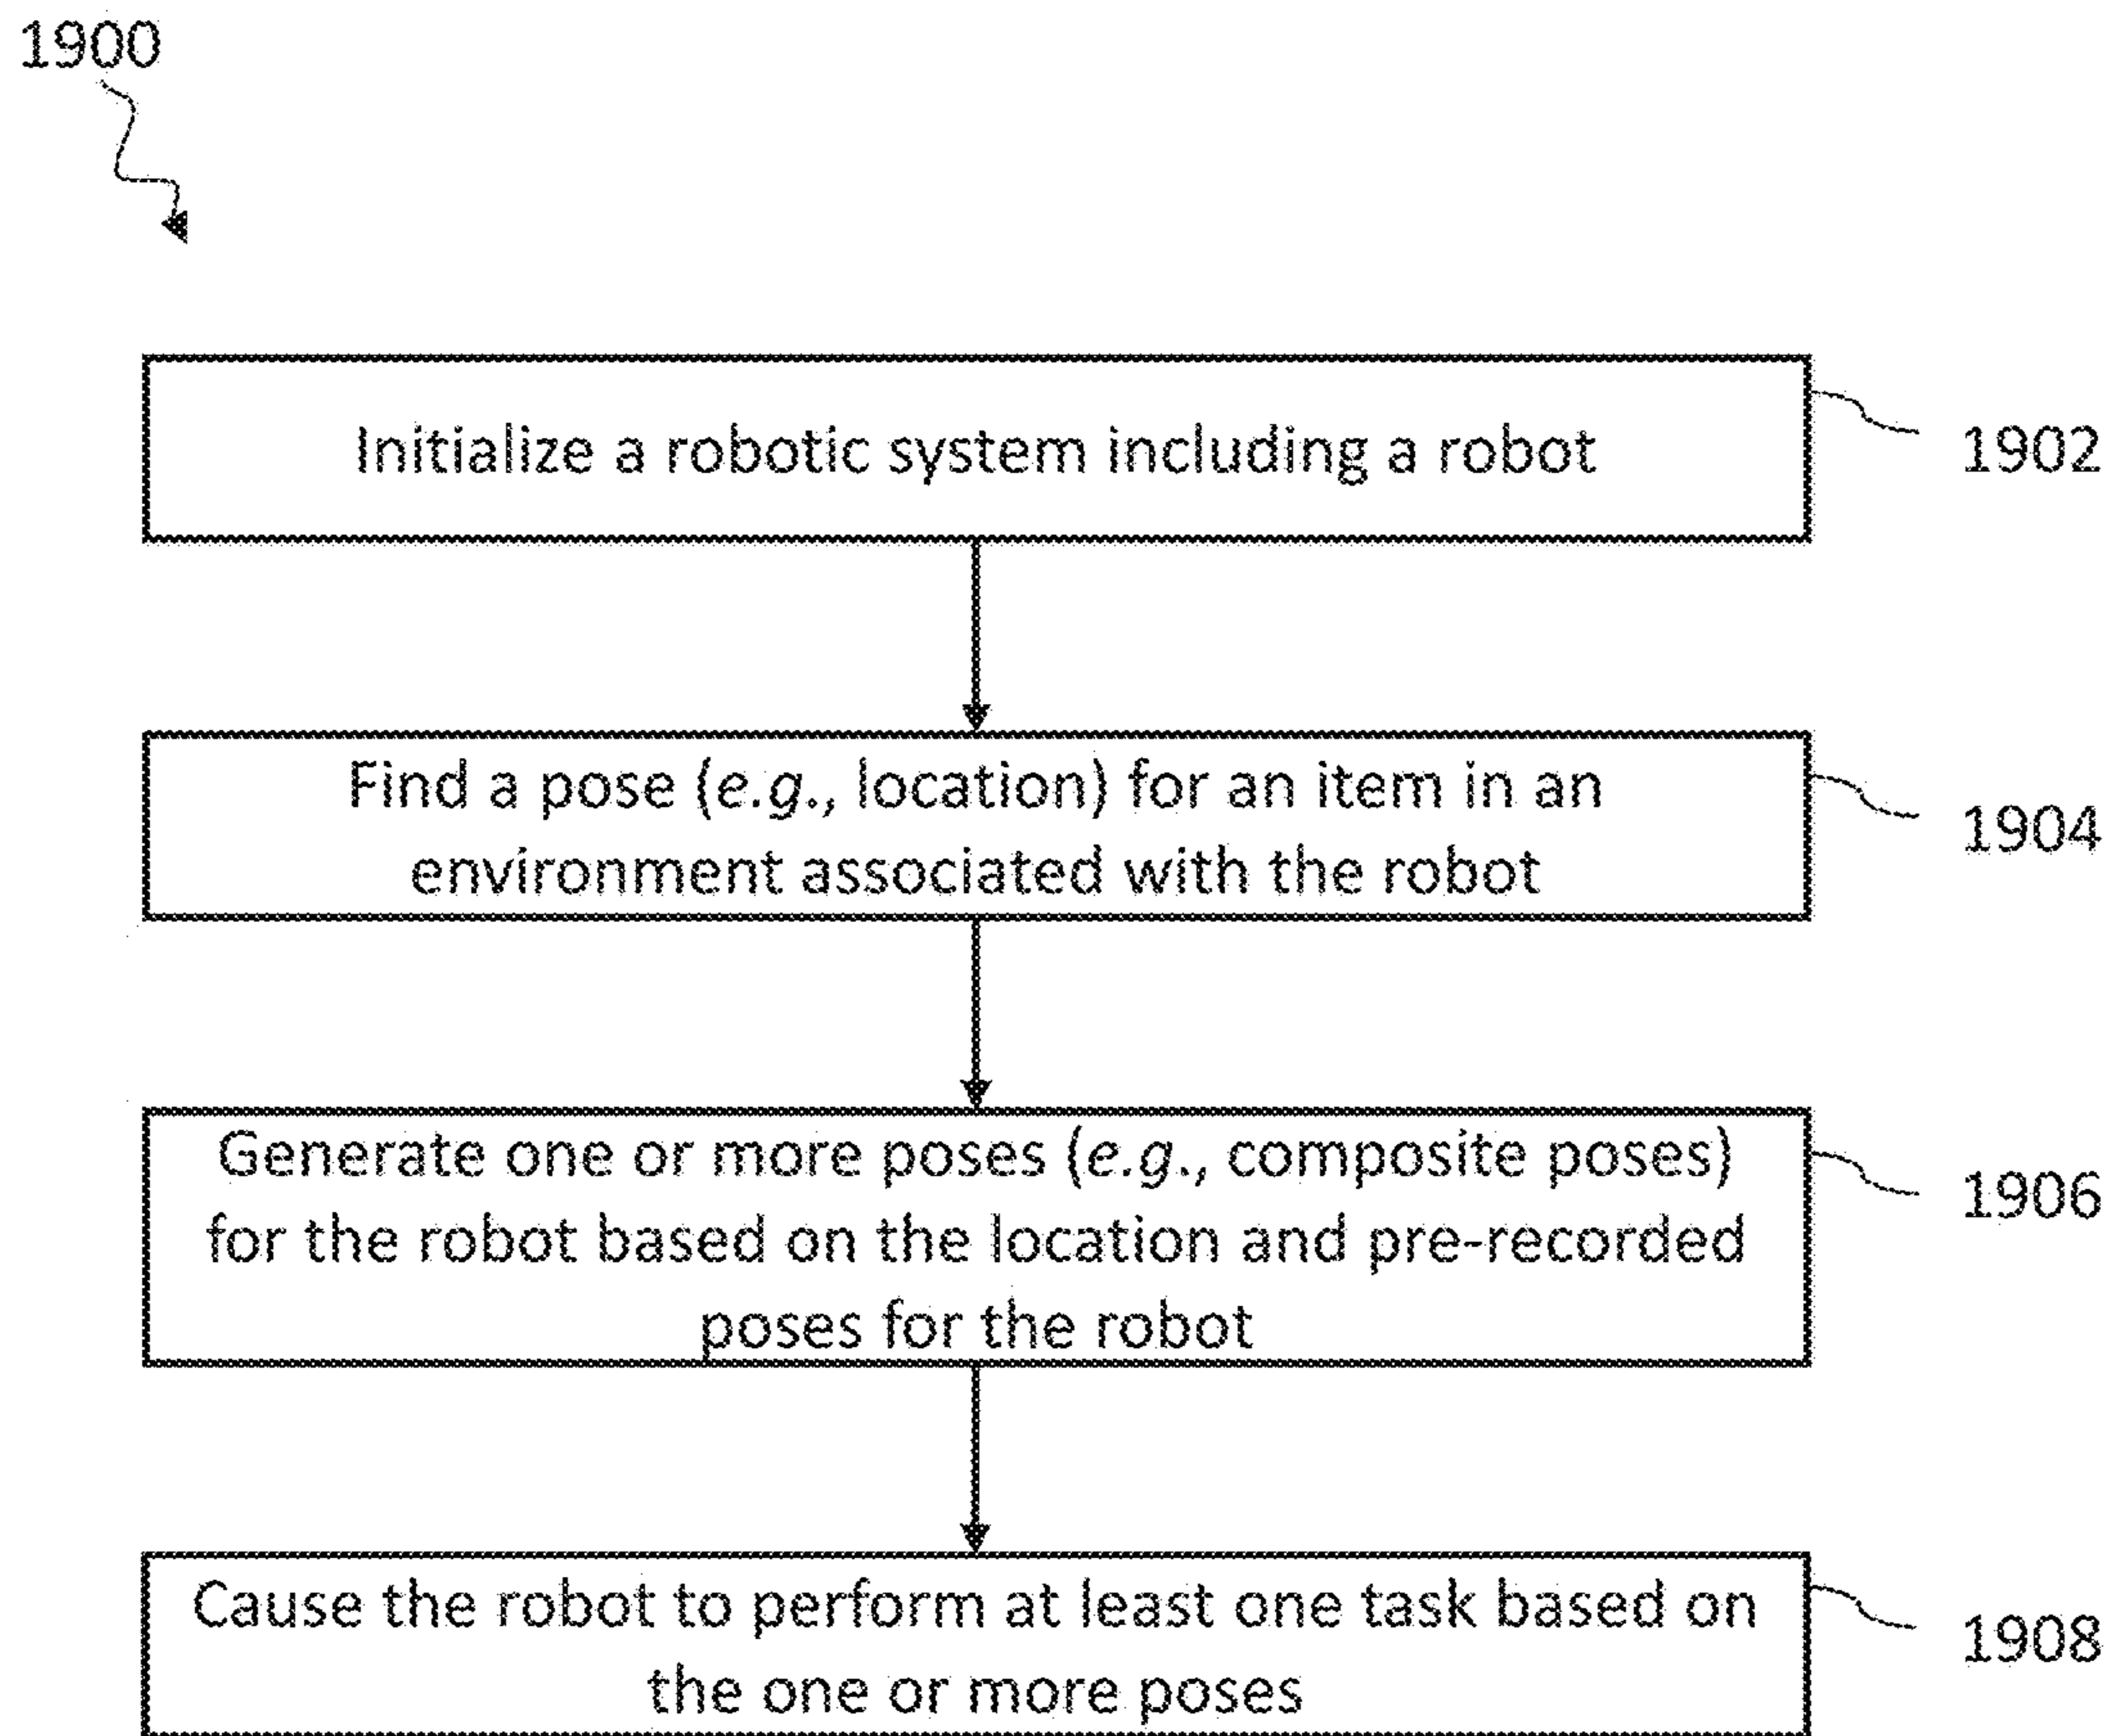 1900
Initialize a robotic system including a robot
1902
Find a pose (e.g., location) for an item in an
environment associated with the robot
1904
Generate one or more poses (e.g., composite poses)
for the robot based on the location and pre-recorded
poses for the robot
1906
Cause the robot to perform at least one task based on
the one or more poses
1908